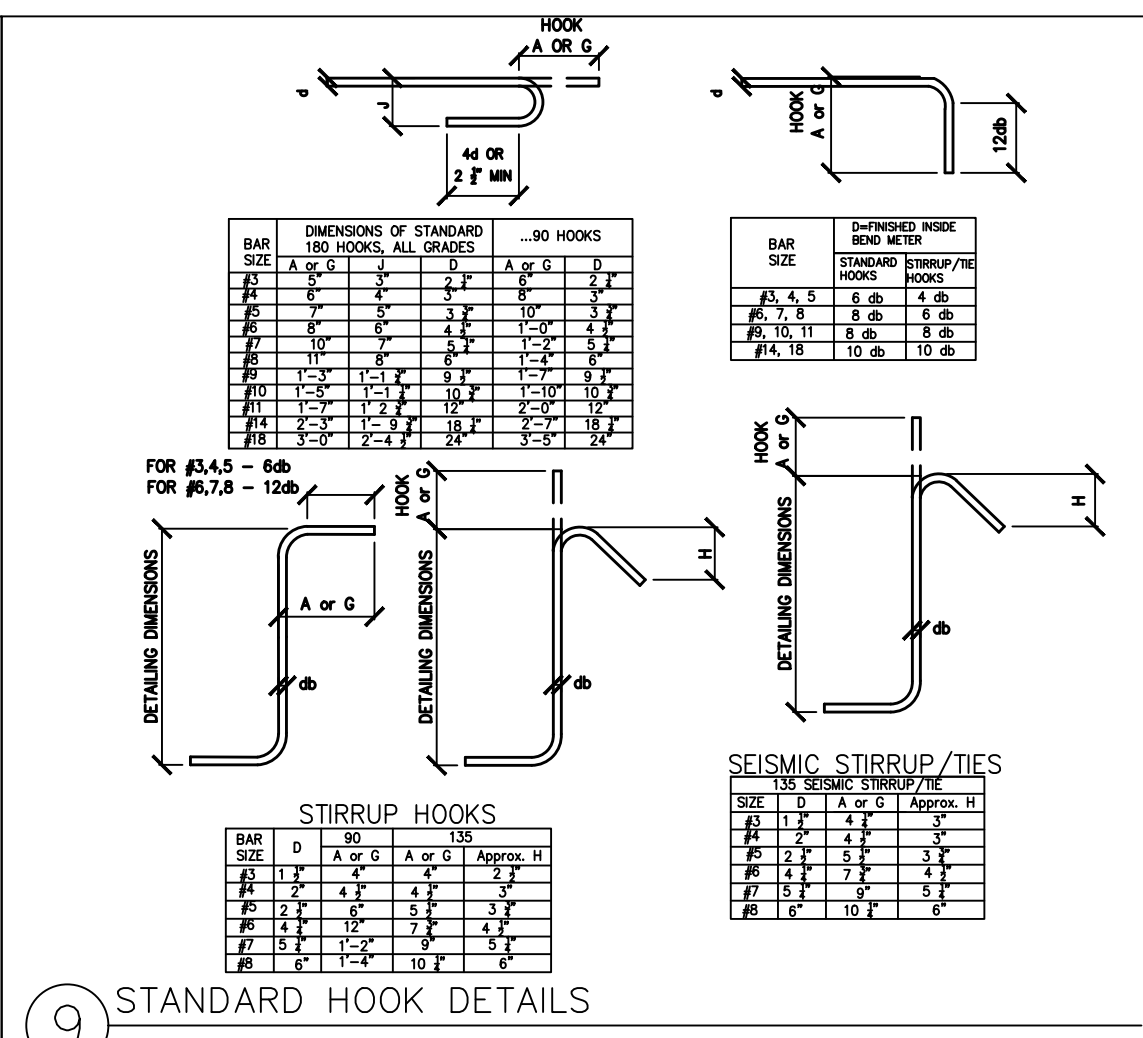 HOOK
A OR G
d
J
4d OR
2 ½" MIN
d
HOOK
A or G
12db
BAR SIZE | DIMENSIONS OF STANDARD 180 HOOKS, ALL GRADES | ...90 HOOKS
A or G | J | D | A or G | D
#3 | 5" | 3" | 2 ¼" | 6" | 2 ¼"
#4 | 6" | 4" | 3" | 8" | 3"
#5 | 7" | 5" | 3 ¾" | 10" | 3 ¾"
#6 | 8" | 6" | 4 ½" | 1'-0" | 4 ½"
#7 | 10" | 7" | 5 ¼" | 1'-2" | 5 ¼"
#8 | 11" | 8" | 6" | 1'-4" | 6"
#9 | 1'-3" | 1'-1 ¾" | 9 ½" | 1'-7" | 9 ½"
#10 | 1'-5" | 1'-1 ¼" | 10 ¾" | 1'-10" | 10 ¾"
#11 | 1'-7" | 1' 2 ¾" | 12" | 2'-0" | 12"
#14 | 2'-3" | 1'- 9 ¾" | 18 ¼" | 2'-7" | 18 ¼"
#18 | 3'-0" | 2'-4 ½" | 24" | 3'-5" | 24"
BAR SIZE | D=FINISHED INSIDE BEND METER
STANDARD HOOKS | STIRRUP/TIE HOOKS
#3, 4, 5 | 6 db | 4 db
#6, 7, 8 | 8 db | 6 db
#9, 10, 11 | 8 db | 8 db
#14, 18 | 10 db | 10 db
FOR #3,4,5 - 6db
FOR #6,7,8 - 12db
DETAILING DIMENSIONS
A or G
db
HOOK
A or G
DETAILING DIMENSIONS
H
db
HOOK
A or G
DETAILING DIMENSIONS
H
db
STIRRUP HOOKS
BAR SIZE | D | 90 | 135
A or G | A or G | Approx. H
#3 | 1 ½" | 4" | 4" | 2 ½"
#4 | 2" | 4 ½" | 4 ½" | 3"
#5 | 2 ½" | 6" | 5 ½" | 3 ¾"
#6 | 4 ¼" | 12" | 7 ¾" | 4 ½"
#7 | 5 ¼" | 1'-2" | 9" | 5 ¼"
#8 | 6" | 1'-4" | 10 ¼" | 6"
SEISMIC STIRRUP/TIES
135 SEISMIC STIRRUP/TIE
SIZE | D | A or G | Approx. H
#3 | 1 ½" | 4 ¼" | 3"
#4 | 2" | 4 ½" | 3"
#5 | 2 ½" | 5 ½" | 3 ¾"
#6 | 4 ¼" | 7 ¾" | 4 ½"
#7 | 5 ¼" | 9" | 5 ¼"
#8 | 6" | 10 ¼" | 6"
9
STANDARD HOOK DETAILS